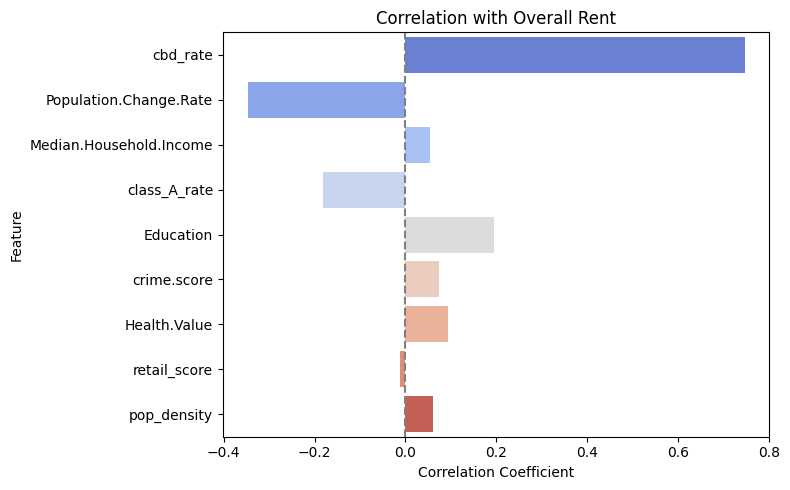 Correlation with Overall Rent
cbd_rate
Population.Change.Rate
Median.Household.Income
class_A_rate
Education
crime.score
Health.Value
retail_score
pop_density
Feature
−0.4 −0.2 0.0 0.2 0.4 0.6 0.8
Correlation Coefficient